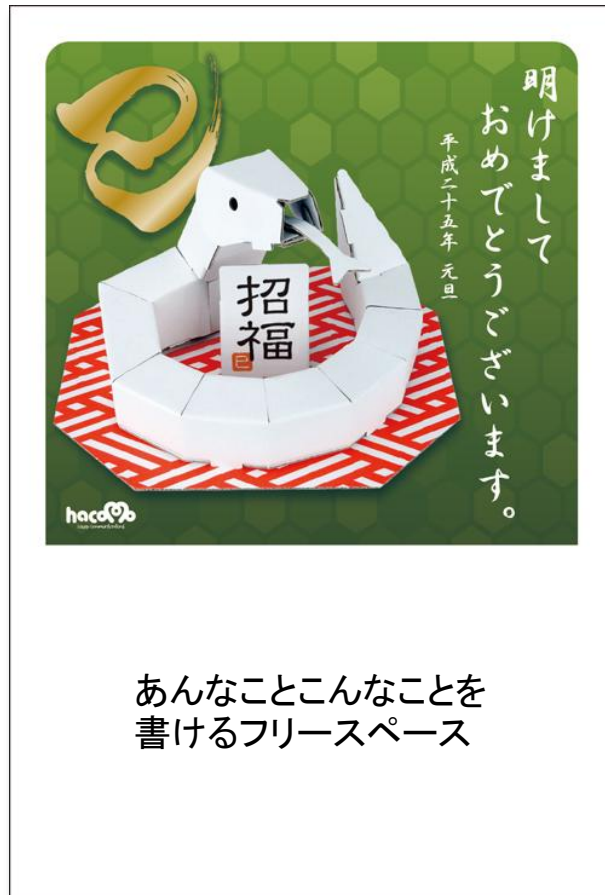 巳
明けまして
おめでとうございます。
平成二十五年 元旦
招福
巳
hacomo
あんなことこんなことを
書けるフリースペース